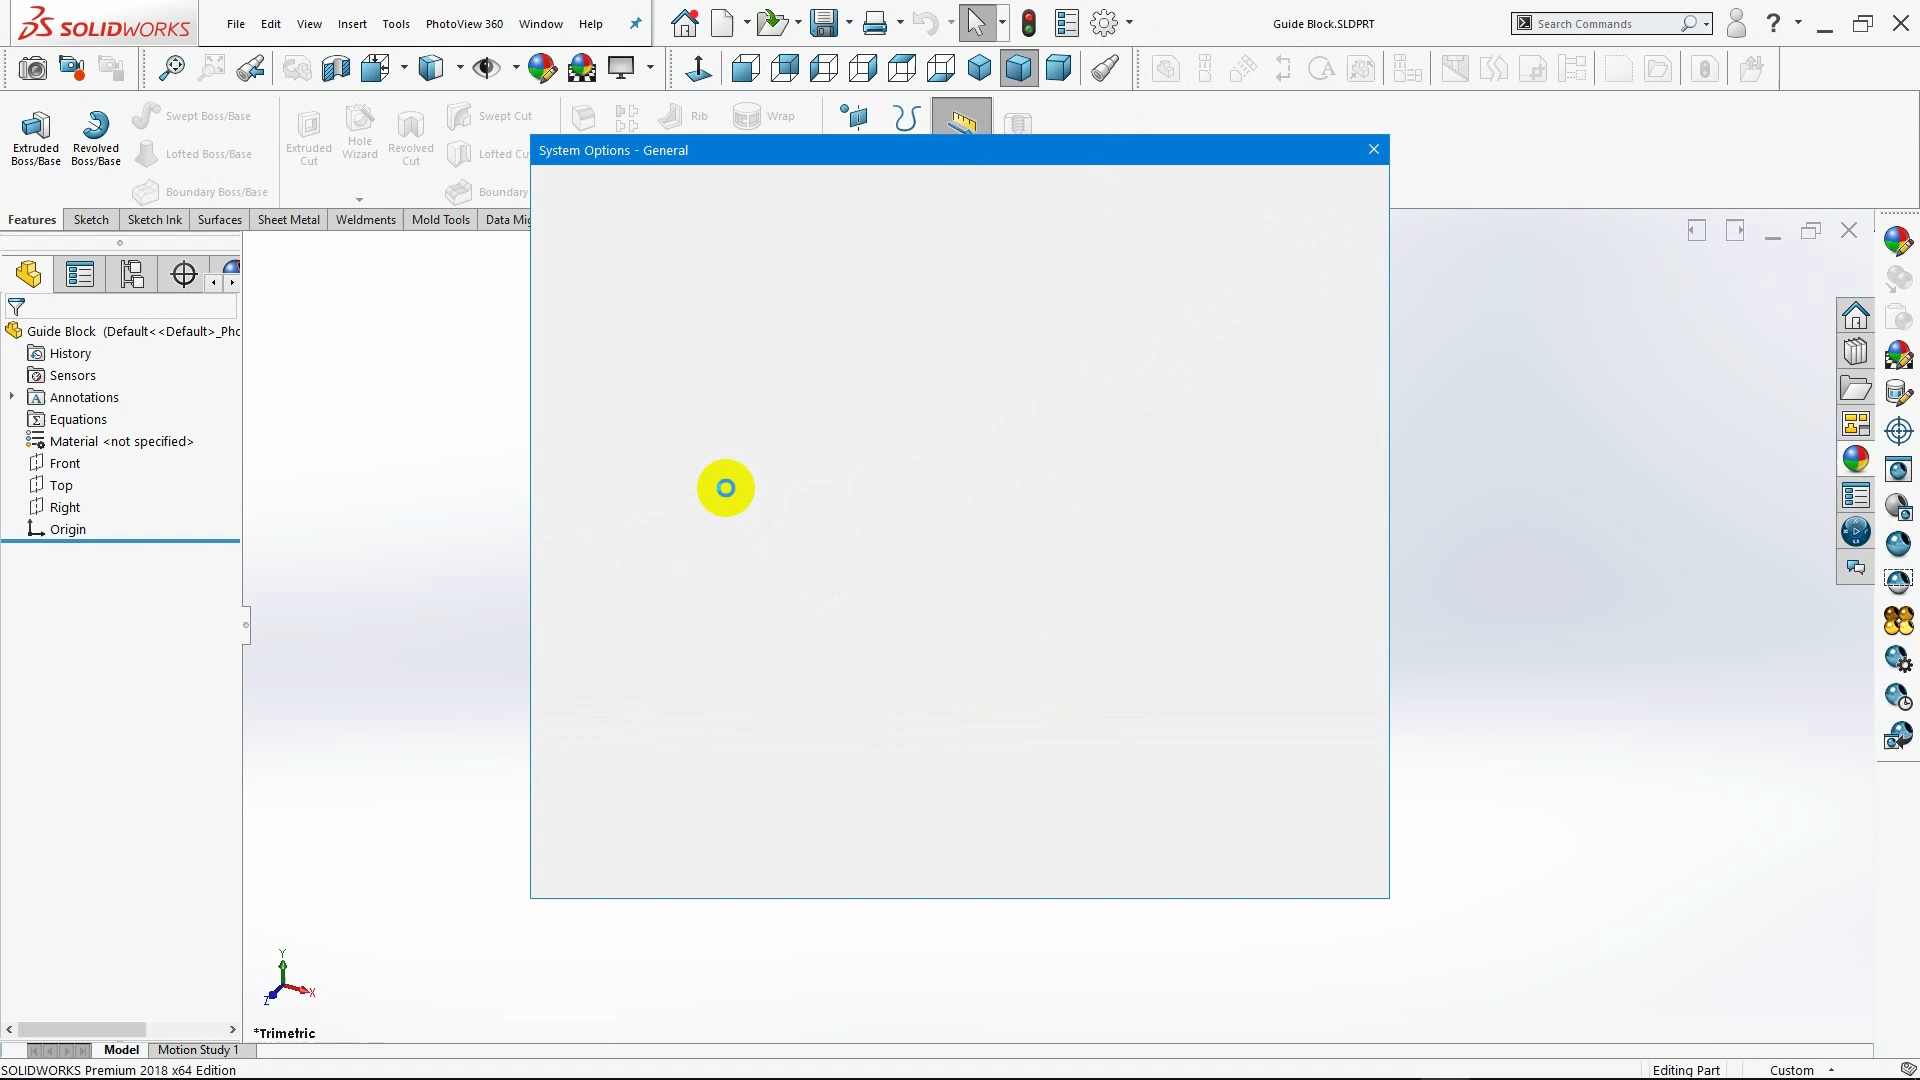 SOLIDWORKS
File Edit View Insert Tools PhotoView 360 Window Help
Guide Block.SLDPRT
Search Commands
?
Extruded Boss/Base
Revolved Boss/Base
Swept Boss/Base
Lofted Boss/Base
Boundary Boss/Base
Extruded Cut
Hole Wizard
Revolved Cut
Swept Cut
Lofted Cu
Boundary
Rib
Wrap
System Options - General
Features Sketch Sketch Ink Surfaces Sheet Metal Weldments Mold Tools Data Mig
Guide Block (Default<<Default>_Pho
History
Sensors
Annotations
Equations
Material <not specified>
Front
Top
Right
Origin
Y
X
Z
*Trimetric
Model Motion Study 1
SOLIDWORKS Premium 2018 x64 Edition
Editing Part
Custom